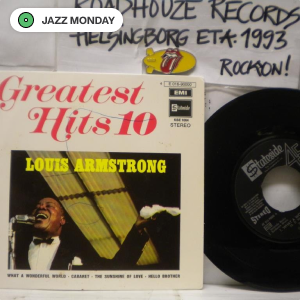 JAZZ MONDAY
ROADHOUZE RECORDS
HELSINGBORG ETA: 1993
ROCKON!
Greatest
Hits 10
EMI
Stateside
STEREO
LOUIS ARMSTRONG
WHAT A WONDERFUL WORLD - CABARET - THE SUNSHINE OF LOVE - HELLO BROTHER
Stateside